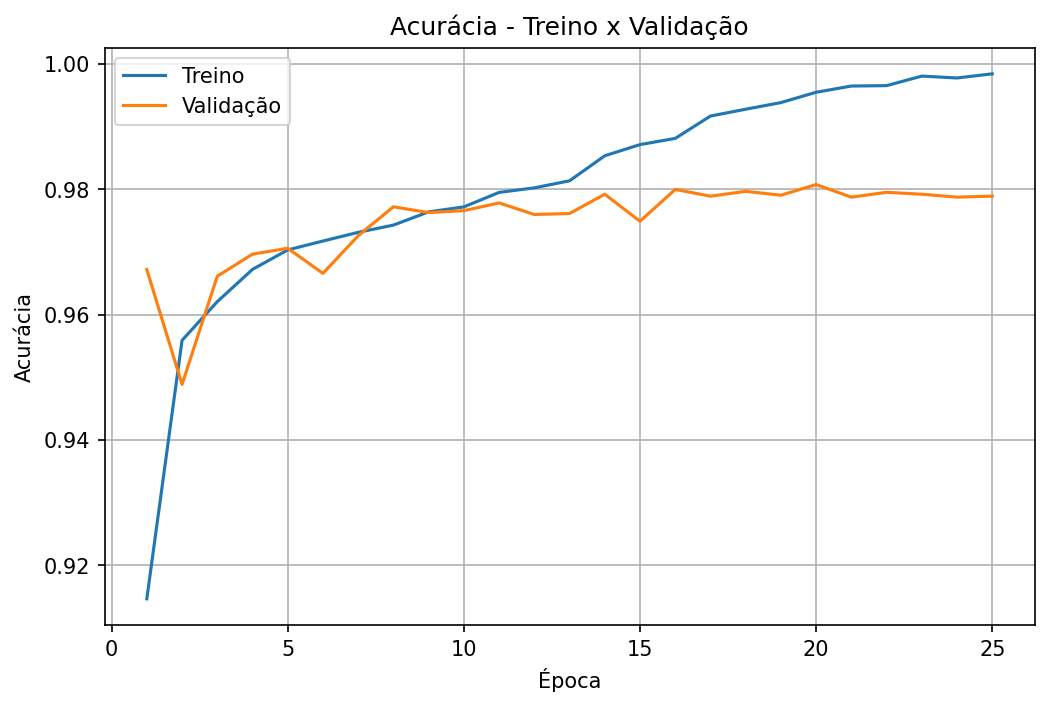 Acurácia - Treino x Validação
Treino
Validação
1.00
0.98
0.96
0.94
0.92
Acurácia
0
5
10
15
20
25
Época